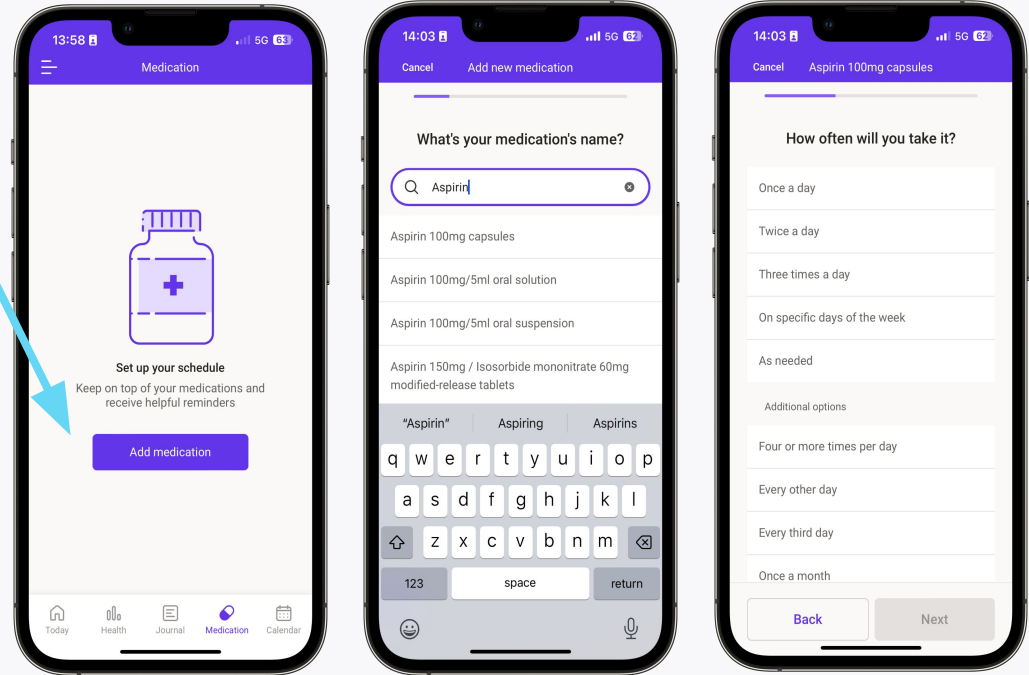 13:58
5G 63
Medication
Set up your schedule
Keep on top of your medications and
receive helpful reminders
Add medication
Today Health Journal Medication Calendar
14:03
5G 62
Cancel Add new medication
What's your medication's name?
Aspirin
Aspirin 100mg capsules
Aspirin 100mg/5ml oral solution
Aspirin 100mg/5ml oral suspension
Aspirin 150mg / Isosorbide mononitrate 60mg
modified-release tablets
"Aspirin" Aspiring Aspirins
q w e r t y u i o p
a s d f g h j k l
z x c v b n m
123 space return
14:03
5G 62
Cancel Aspirin 100mg capsules
How often will you take it?
Once a day
Twice a day
Three times a day
On specific days of the week
As needed
Additional options
Four or more times per day
Every other day
Every third day
Once a month
Back Next